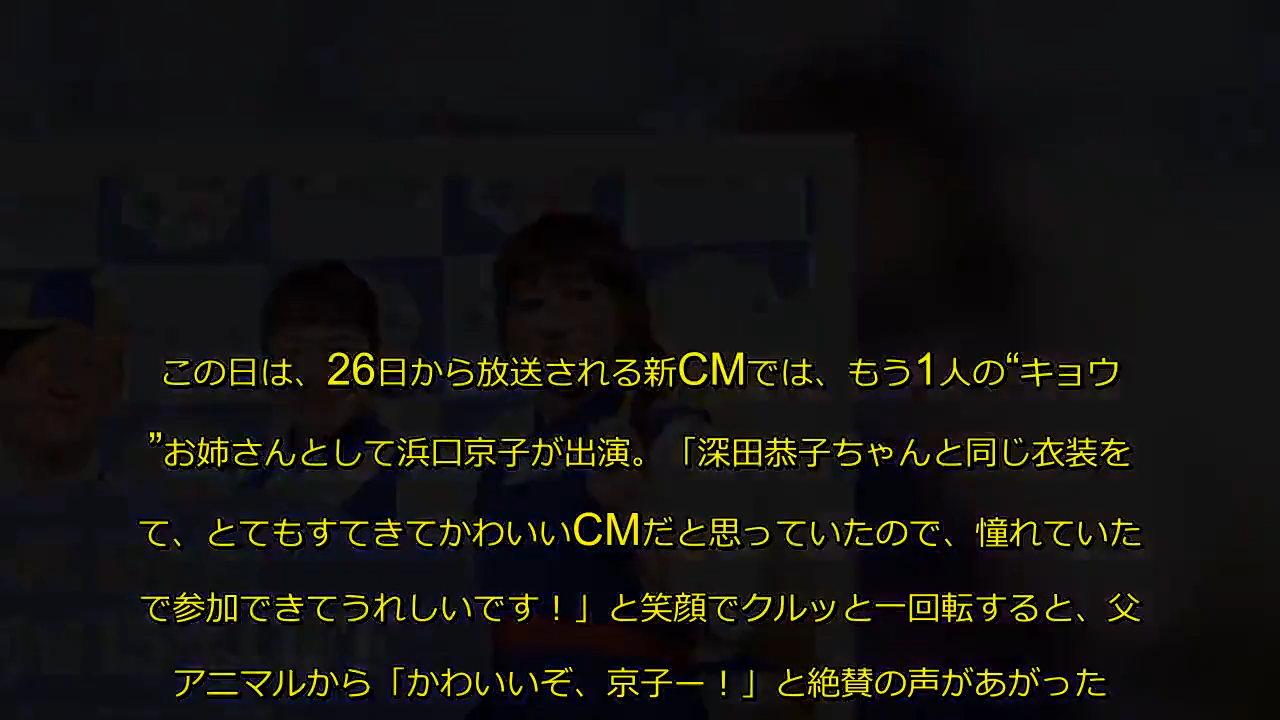 この日は、26日から放送される新CMでは、もう1人の“キョウ
”お姉さんとして浜口京子が出演。「深田恭子ちゃんと同じ衣装を
て、とてもすてきてかわいいCMだと思っていたので、憧れていた
で参加できてうれしいです！」と笑顔でクルッと一回転すると、父
アニマルから「かわいいぞ、京子ー！」と絶賛の声があがった